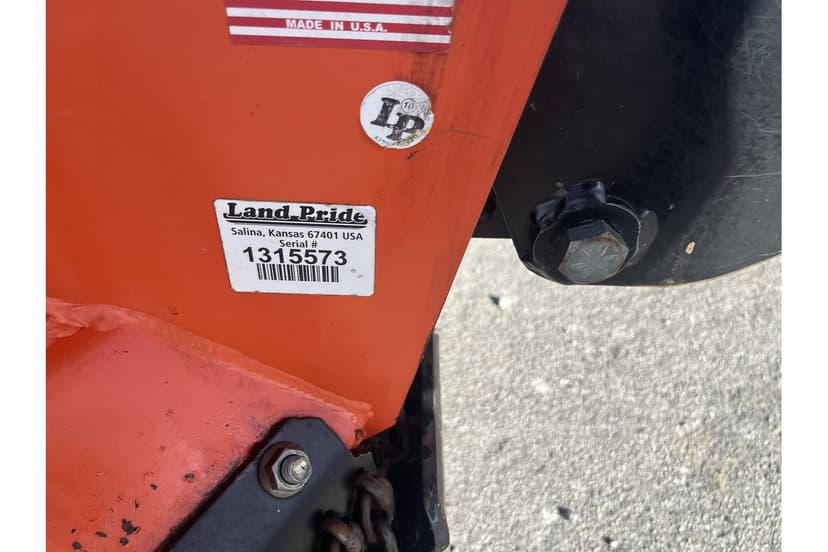 MADE IN U.S.A.
LP
Land Pride
Salina, Kansas 67401 USA
Serial #
1315573